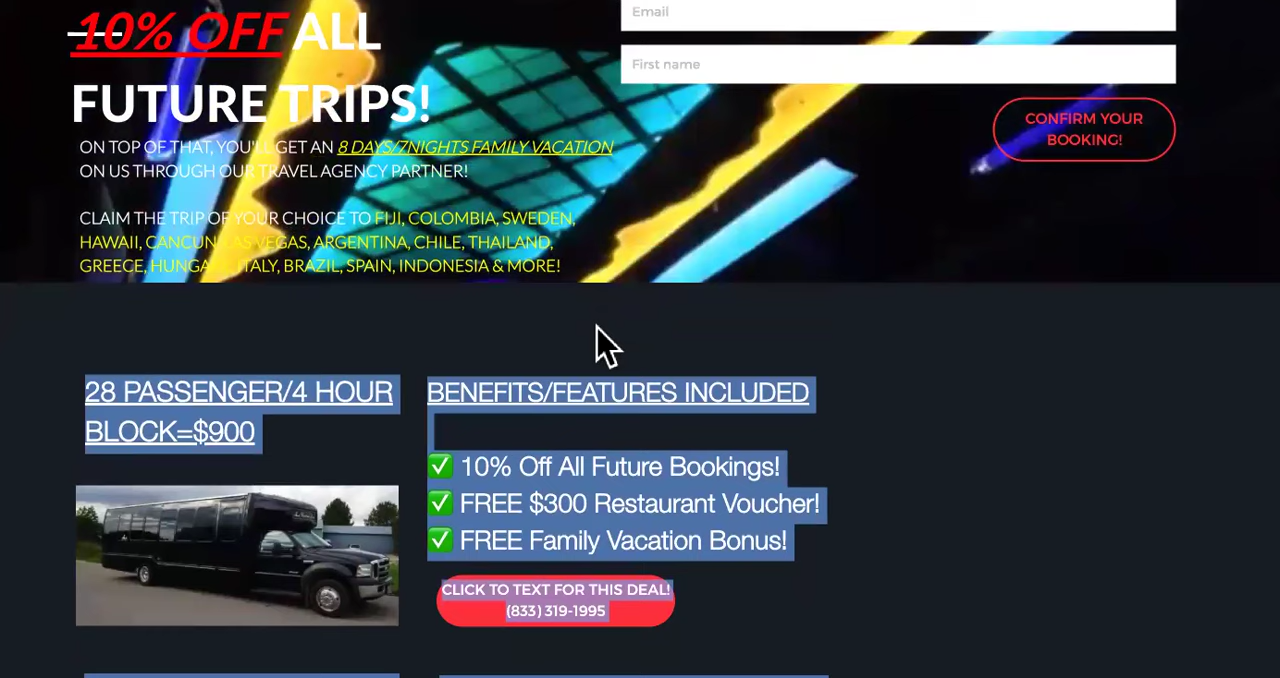 10% OFF ALL
FUTURE TRIPS!
ON TOP OF THAT, YOU'LL GET AN 8 DAYS/7NIGHTS FAMILY VACATION
ON US THROUGH OUR TRAVEL AGENCY PARTNER!
CLAIM THE TRIP OF YOUR CHOICE TO FIJI, COLOMBIA, SWEDEN,
HAWAII, CANCUN, LAS VEGAS, ARGENTINA, CHILE, THAILAND,
GREECE, HUNGARY, ITALY, BRAZIL, SPAIN, INDONESIA & MORE!
Email
First name
CONFIRM YOUR
BOOKING!
28 PASSENGER/4 HOUR
BLOCK=$900
BENEFITS/FEATURES INCLUDED
✅ 10% Off All Future Bookings!
✅ FREE $300 Restaurant Voucher!
✅ FREE Family Vacation Bonus!
CLICK TO TEXT FOR THIS DEAL!
(833) 319-1995